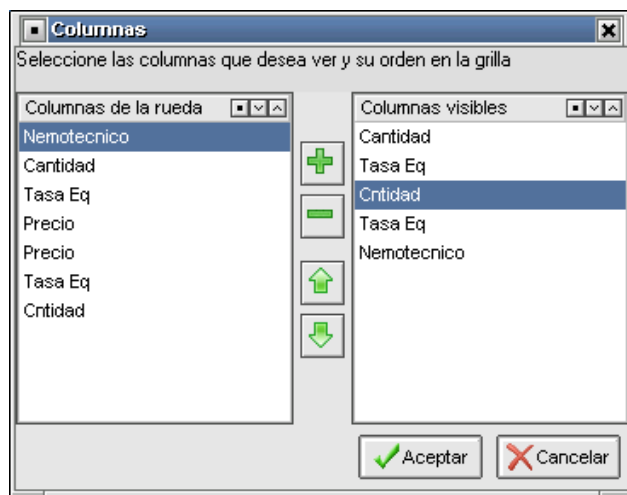 Columnas
Seleccione las columnas que desea ver y su orden en la grilla
Columnas de la rueda
Nemotecnico
Cantidad
Tasa Eq
Precio
Precio
Tasa Eq
Cntidad
Columnas visibles
Cantidad
Tasa Eq
Cntidad
Tasa Eq
Nemotecnico
Aceptar
Cancelar